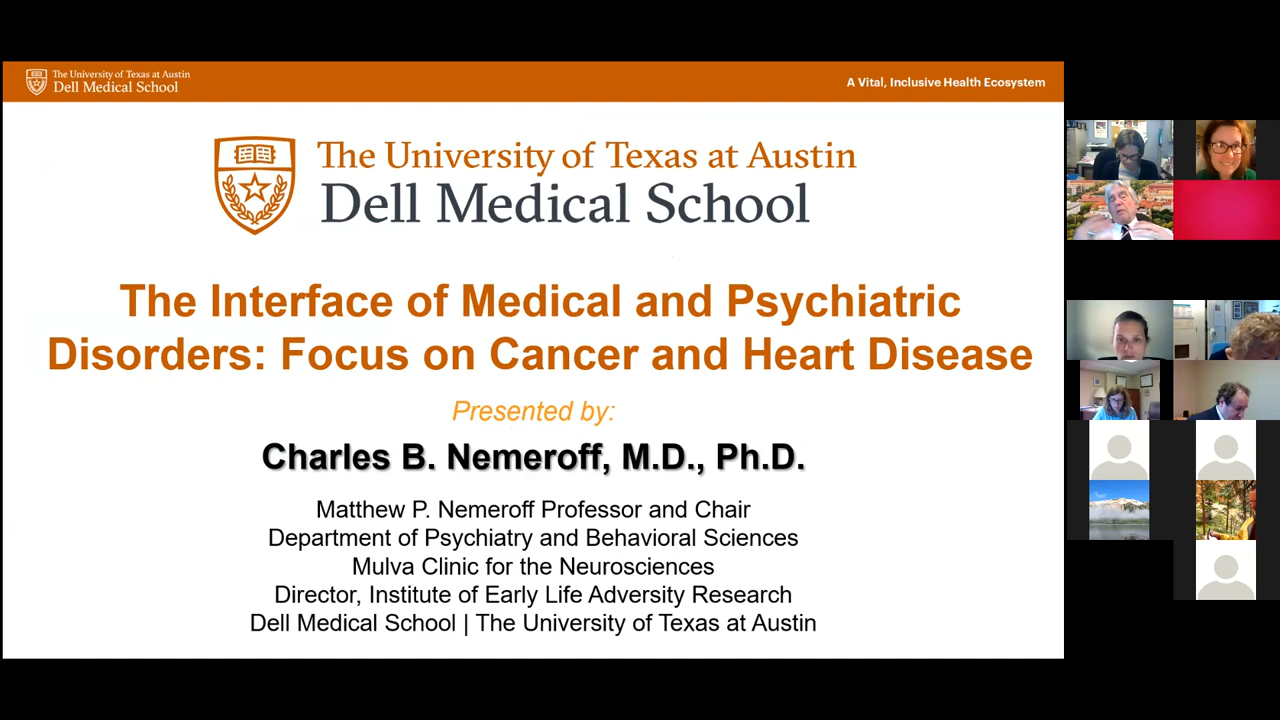 The University of Texas at Austin
Dell Medical School
A Vital, Inclusive Health Ecosystem
The University of Texas at Austin
Dell Medical School
The Interface of Medical and Psychiatric
Disorders: Focus on Cancer and Heart Disease
Presented by:
Charles B. Nemeroff, M.D., Ph.D.
Matthew P. Nemeroff Professor and Chair
Department of Psychiatry and Behavioral Sciences
Mulva Clinic for the Neurosciences
Director, Institute of Early Life Adversity Research
Dell Medical School | The University of Texas at Austin